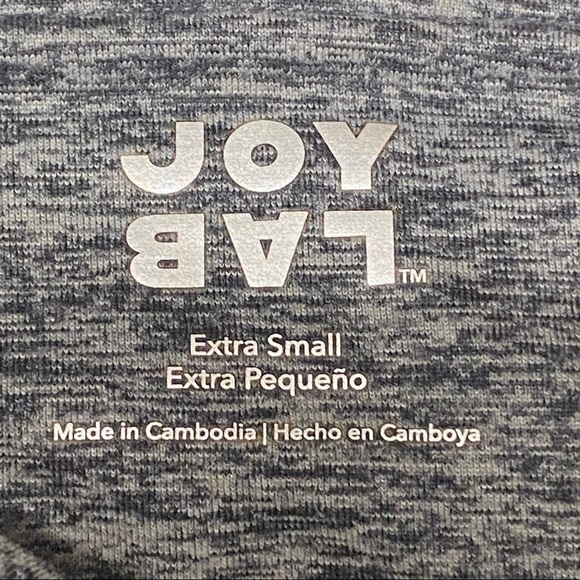 JOY
LAB™
Extra Small
Extra Pequeño
Made in Cambodia | Hecho en Camboya